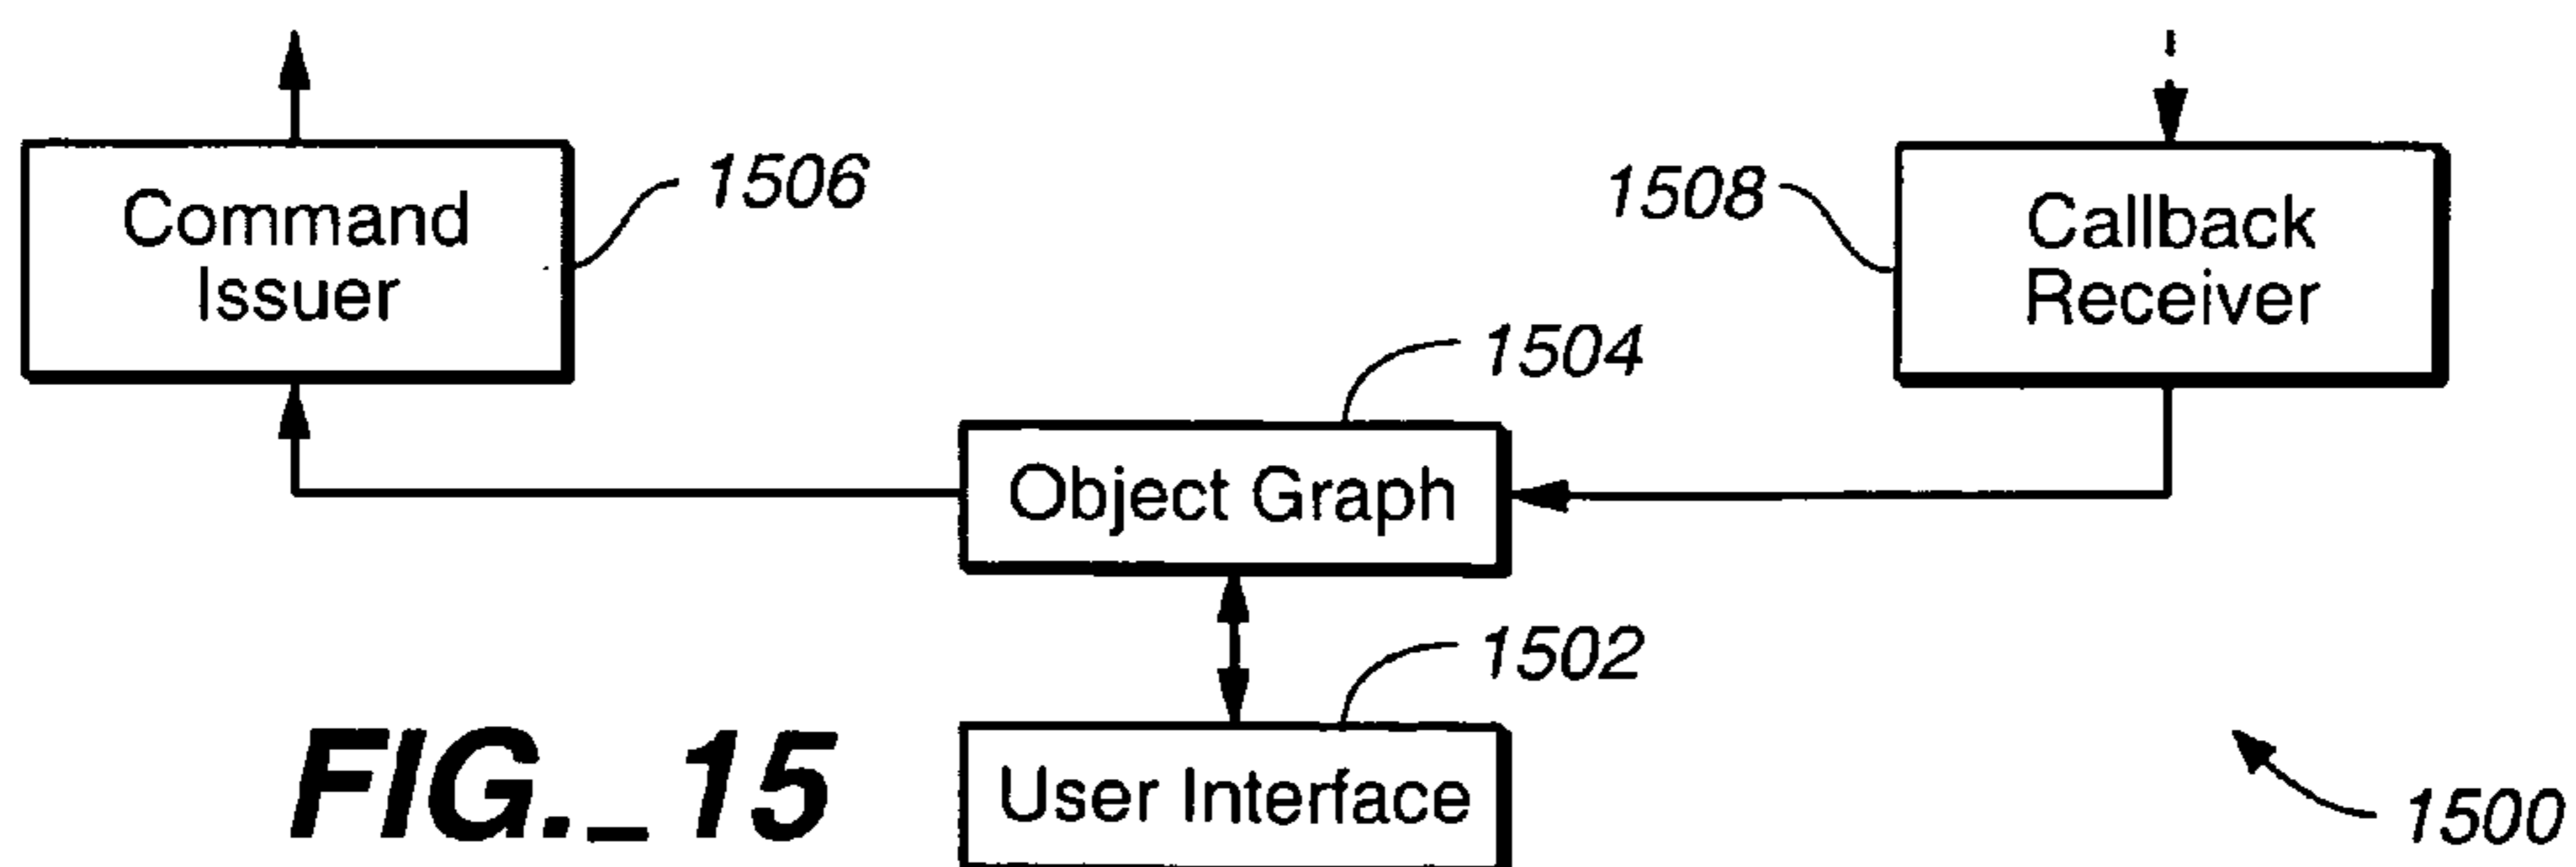 Command
Issuer
1506
1508
Callback
Receiver
1504
Object Graph
1502
User Interface
FIG._15
1500